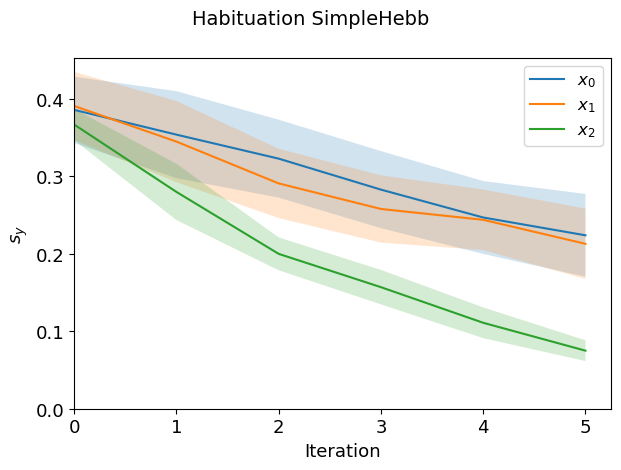 Habituation SimpleHebb
x₀
x₁
x₂
s_y
0.4
0.3
0.2
0.1
0.0
0 1 2 3 4 5
Iteration